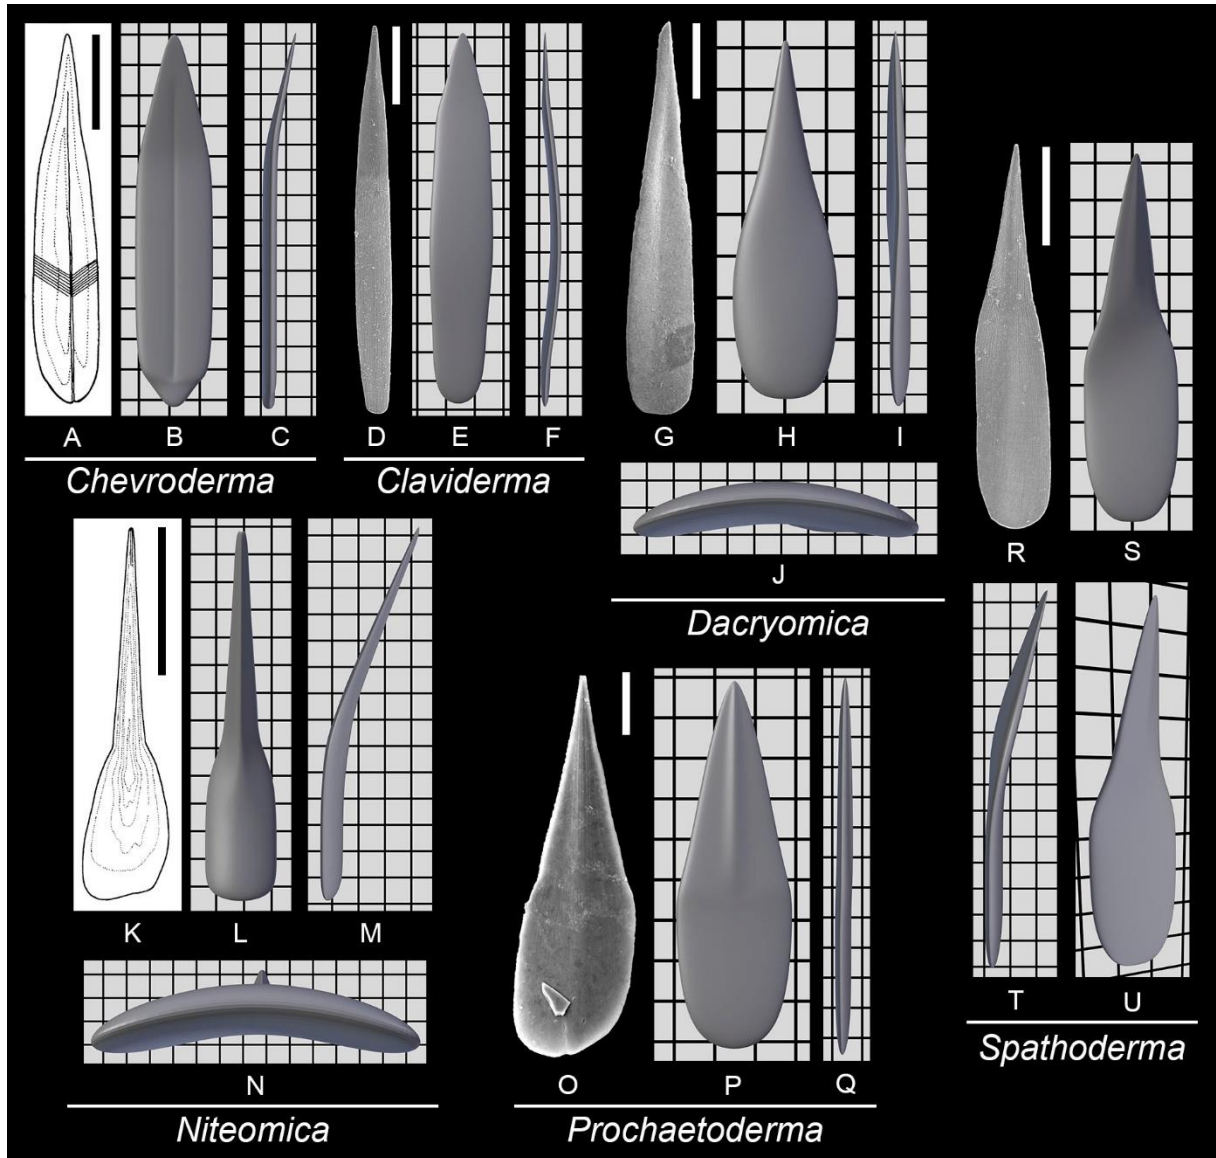 A B C D E F G H I
Chevroderma Claviderma
J
Dacryomica
R S
K L M
N
Niteomica
O P Q
Prochaetoderma
T U
Spathoderma